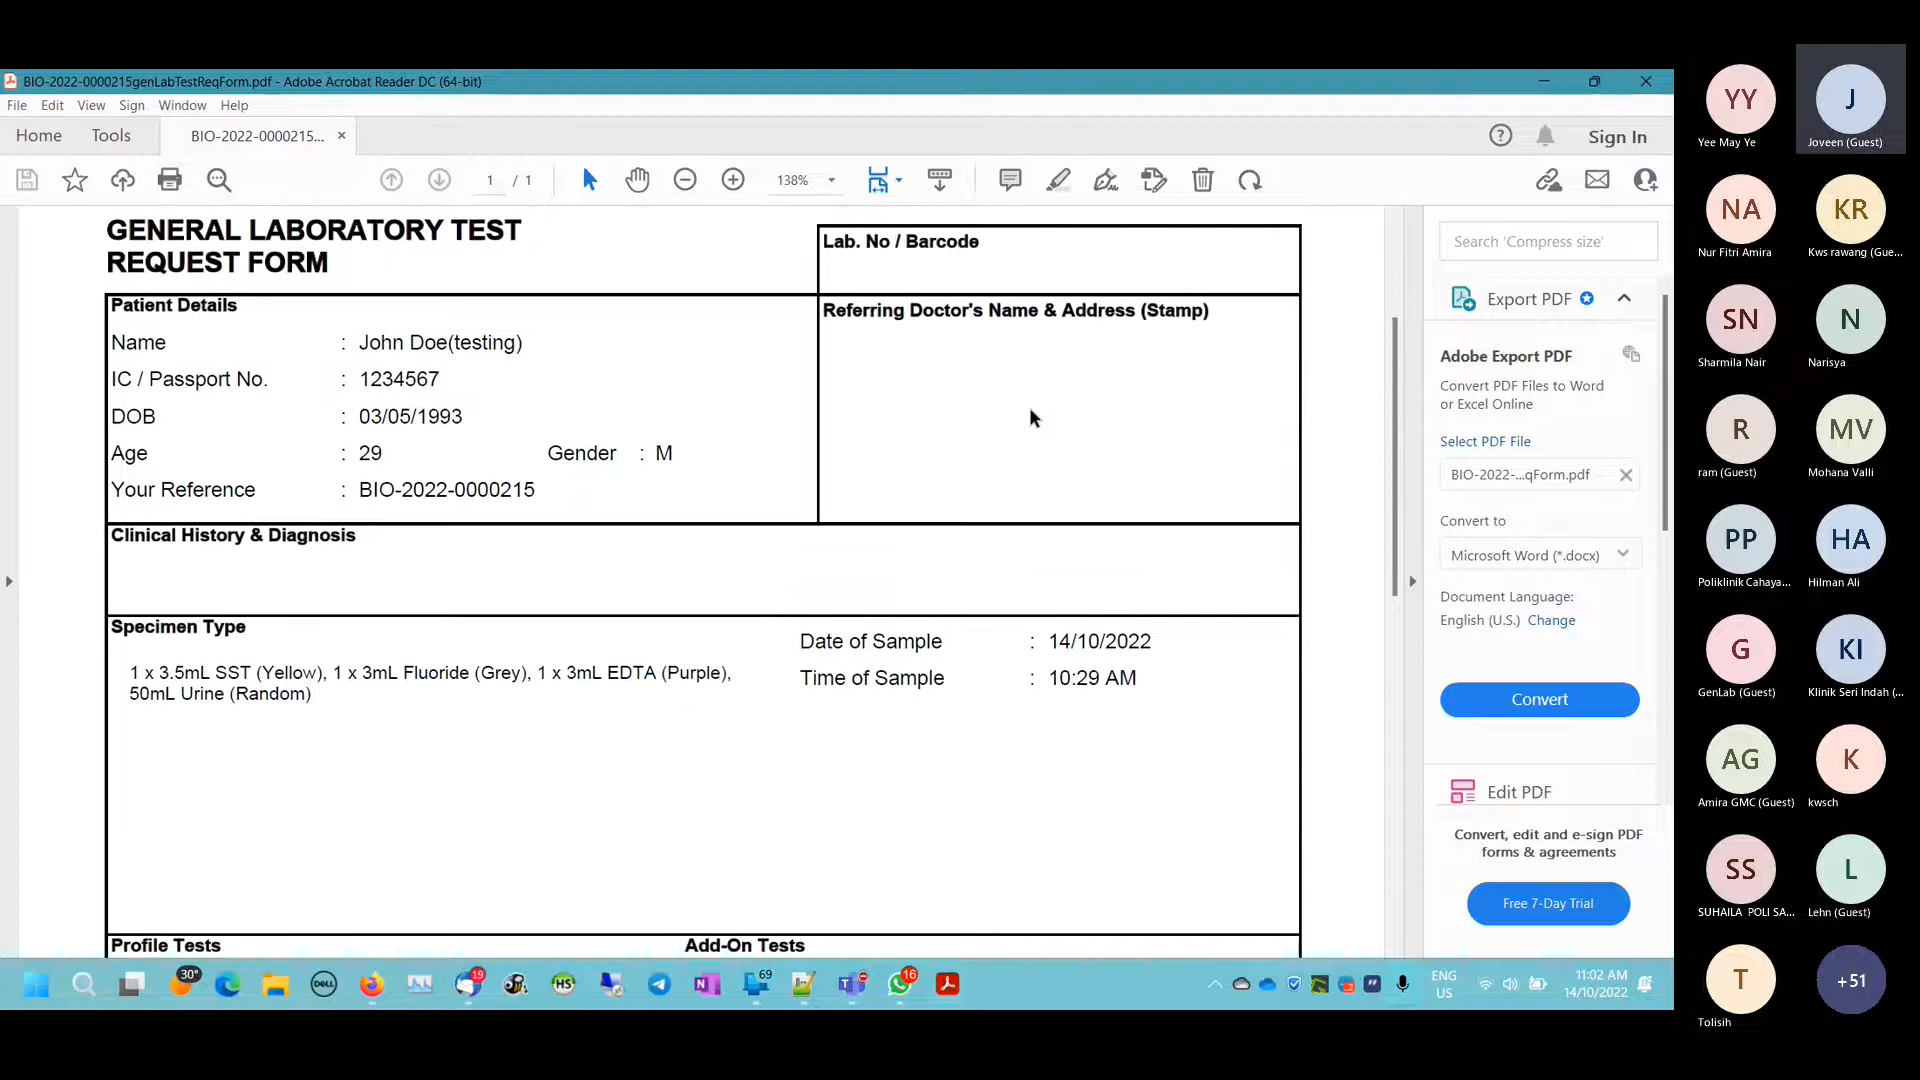 BIO-2022-0000215genLabTestReqForm.pdf - Adobe Acrobat Reader DC (64-bit)
File Edit View Sign Window Help
Home Tools BIO-2022-0000215... × Sign In
1 / 1 138%
GENERAL LABORATORY TEST
REQUEST FORM
Lab. No / Barcode
Patient Details
Referring Doctor's Name & Address (Stamp)
Name : John Doe(testing)
IC / Passport No. : 1234567
DOB : 03/05/1993
Age : 29 Gender : M
Your Reference : BIO-2022-0000215
Clinical History & Diagnosis
Specimen Type
Date of Sample : 14/10/2022
1 x 3.5mL SST (Yellow), 1 x 3mL Fluoride (Grey), 1 x 3mL EDTA (Purple),
50mL Urine (Random)
Time of Sample : 10:29 AM
Profile Tests Add-On Tests
Search 'Compress size'
Export PDF
Adobe Export PDF
Convert PDF Files to Word
or Excel Online
Select PDF File
BIO-2022-...qForm.pdf
Convert to
Microsoft Word (*.docx)
Document Language:
English (U.S.) Change
Convert
Edit PDF
Convert, edit and e-sign PDF
forms & agreements
Free 7-Day Trial
30° DELL 19 HS N 69 16
ENG
US
11:02 AM
14/10/2022
YY J
Yee May Ye Joveen (Guest)
NA KR
Nur Fitri Amira Kws rawang (Gue...
SN N
Sharmila Nair Narisya
R MV
ram (Guest) Mohana Valli
PP HA
Poliklinik Cahaya... Hilman Ali
G KI
GenLab (Guest) Klinik Seri Indah (...
AG K
Amira GMC (Guest) kwsch
SS L
SUHAILA POLI SA... Lehn (Guest)
T +51
Tolisih